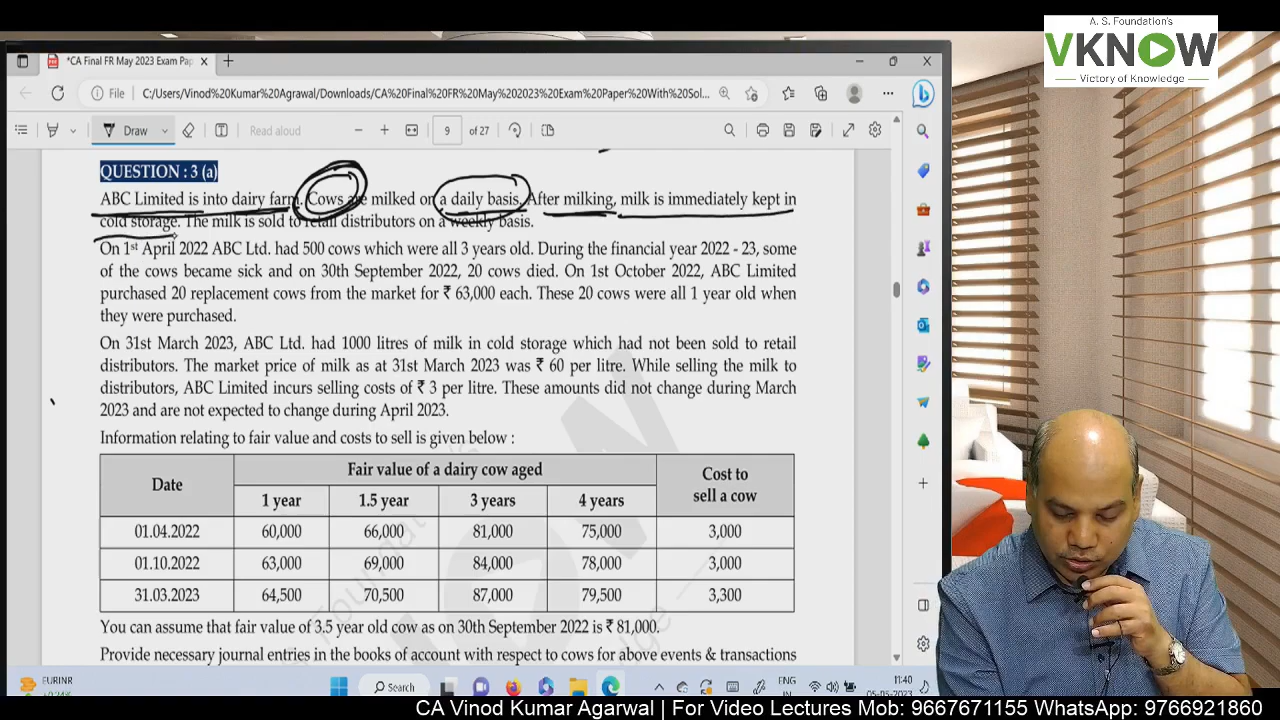 A. S. Foundation's
VKNOW
Victory of Knowledge
*CA Final FR May 2023 Exam Pap
File
C:/Users/Vinod%20Kumar%20Agrawal/Downloads/CA%20Final%20FR%20May%202023%20Exam%20Paper%20With%20Sol...
Draw
Read aloud
9
of 27
QUESTION : 3 (a)
ABC Limited is into dairy farm. Cows are milked on a daily basis. After milking, milk is immediately kept in
cold storage. The milk is sold to retail distributors on a weekly basis.
On 1st April 2022 ABC Ltd. had 500 cows which were all 3 years old. During the financial year 2022 - 23, some
of the cows became sick and on 30th September 2022, 20 cows died. On 1st October 2022, ABC Limited
purchased 20 replacement cows from the market for ₹ 63,000 each. These 20 cows were all 1 year old when
they were purchased.
On 31st March 2023, ABC Ltd. had 1000 litres of milk in cold storage which had not been sold to retail
distributors. The market price of milk as at 31st March 2023 was ₹ 60 per litre. While selling the milk to
distributors, ABC Limited incurs selling costs of ₹ 3 per litre. These amounts did not change during March
2023 and are not expected to change during April 2023.
Information relating to fair value and costs to sell is given below :
Date
Fair value of a dairy cow aged
Cost to
sell a cow
1 year 1.5 year 3 years 4 years
01.04.2022 60,000 66,000 81,000 75,000 3,000
01.10.2022 63,000 69,000 84,000 78,000 3,000
31.03.2023 64,500 70,500 87,000 79,500 3,300
You can assume that fair value of 3.5 year old cow as on 30th September 2022 is ₹ 81,000.
Provide necessary journal entries in the books of account with respect to cows for above events & transactions
FURINR
+0.24%
Search
ENG
IN
11:40
05-05-2023
CA Vinod Kumar Agarwal | For Video Lectures Mob: 9667671155 WhatsApp: 9766921860